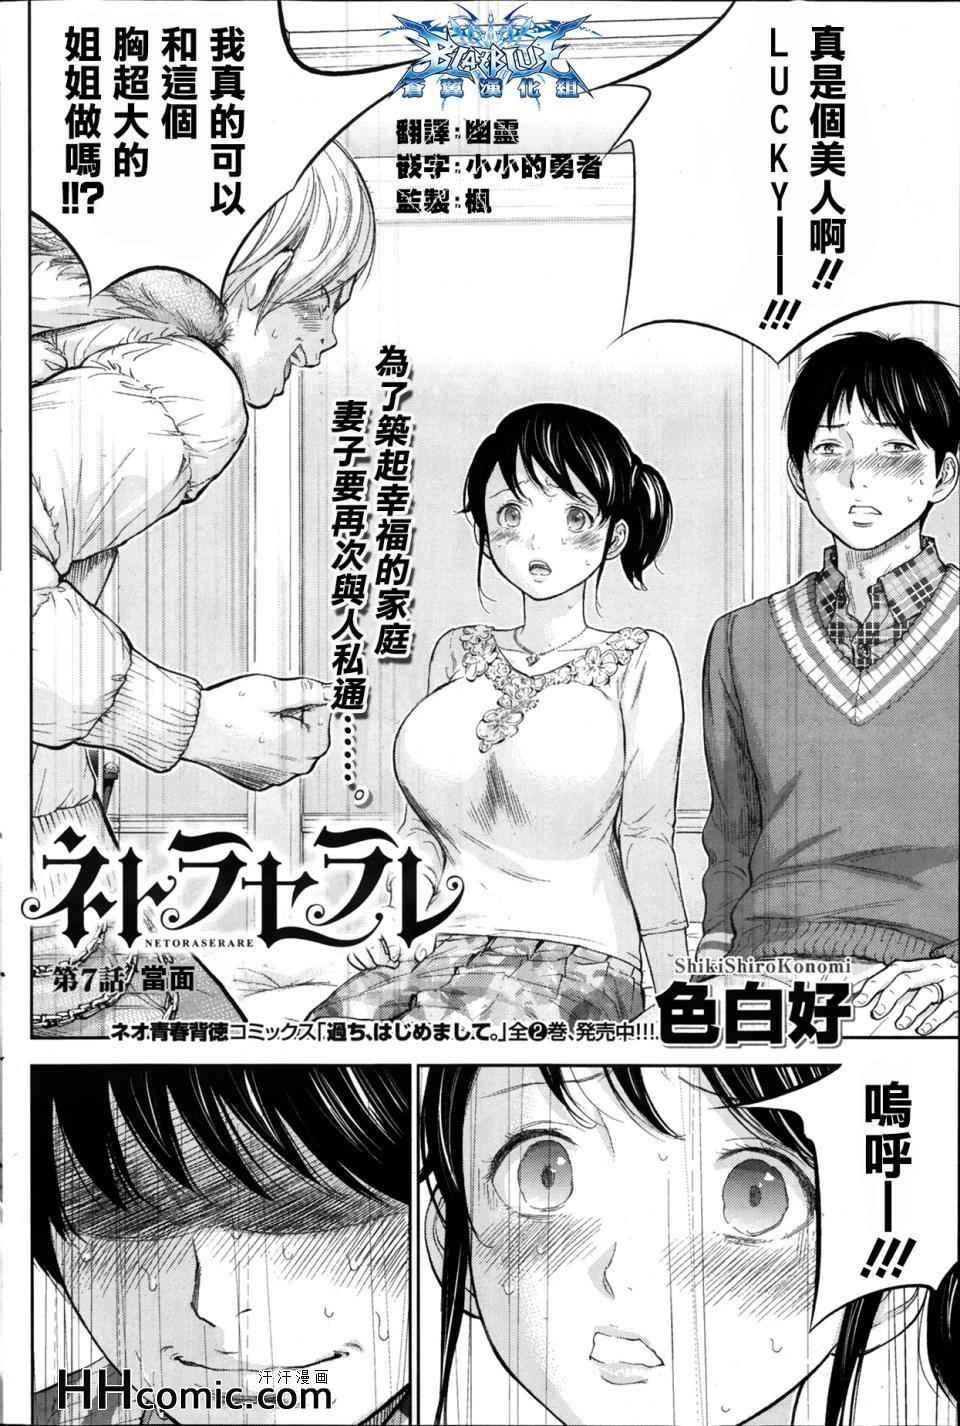 真是個美人啊!!
LUCKY——!!!
BLAZBLUE
蒼翼漢化組
翻譯:幽靈
嵌字:小小的勇者
監製:楓
我真的可以
和這個
胸超大的
姐姐做嗎!!?
為了築起幸福的家庭
妻子要再次與人私通……。
ネトラセラレ
NETORASERARE
第7話/當面
ShikiShiroKonomi
色白好
ネオ青春背徳コミックス「過ち、はじめまして。」全2巻、発売中!!!
嗚呼—!!!
汗汗漫画
HHcomic.com